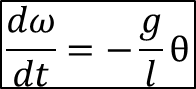 dω/dt = −g/l θ